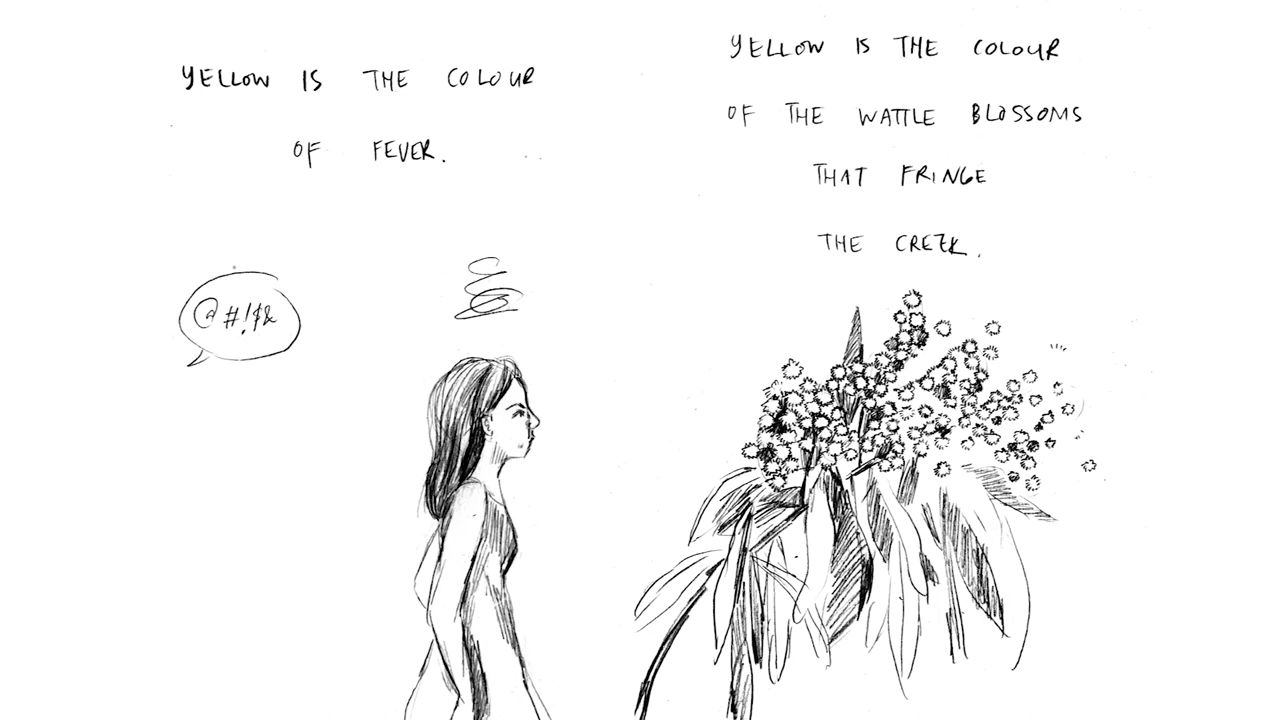 YELLOW IS THE COLOUR
OF FEVER.
@#!$&
YELLOW IS THE COLOUR
OF THE WATTLE BLOSSOMS
THAT FRINGE
THE CREEK.